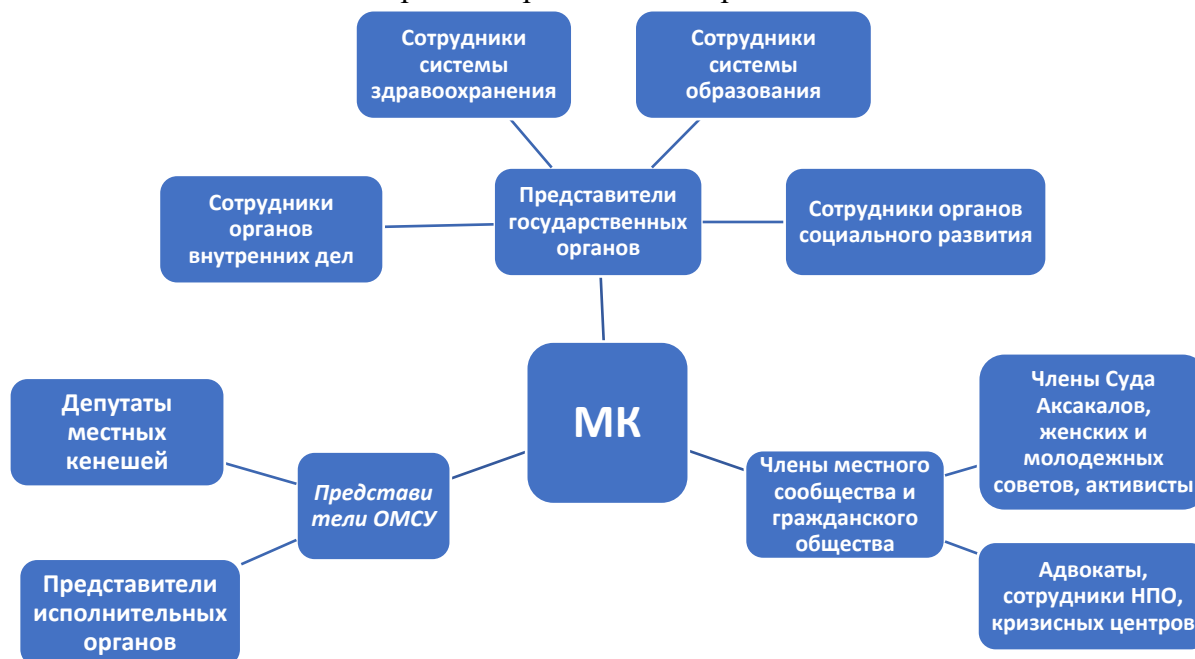 Сотрудники
системы
здравоохранения
Сотрудники
системы
образования
Сотрудники
органов
внутренних дел
Представители
государственных
органов
Сотрудники органов
социального развития
МК
Депутаты
местных
кенешей
Представи
тели ОМСУ
Представители
исполнительных
органов
Члены местного
сообщества и
гражданского
общества
Члены Суда
Аксакалов,
женских и
молодежных
советов, активисты
Адвокаты,
сотрудники НПО,
кризисных центров